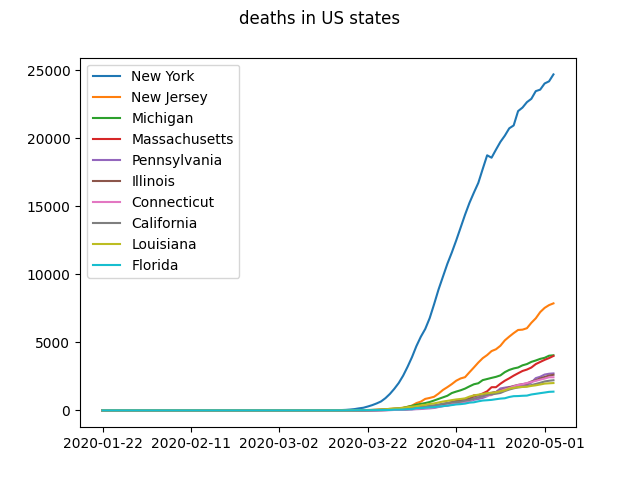 deaths in US states
25000
20000
15000
10000
5000
0
New York
New Jersey
Michigan
Massachusetts
Pennsylvania
Illinois
Connecticut
California
Louisiana
Florida
2020-01-22 2020-02-11 2020-03-02 2020-03-22 2020-04-11 2020-05-01